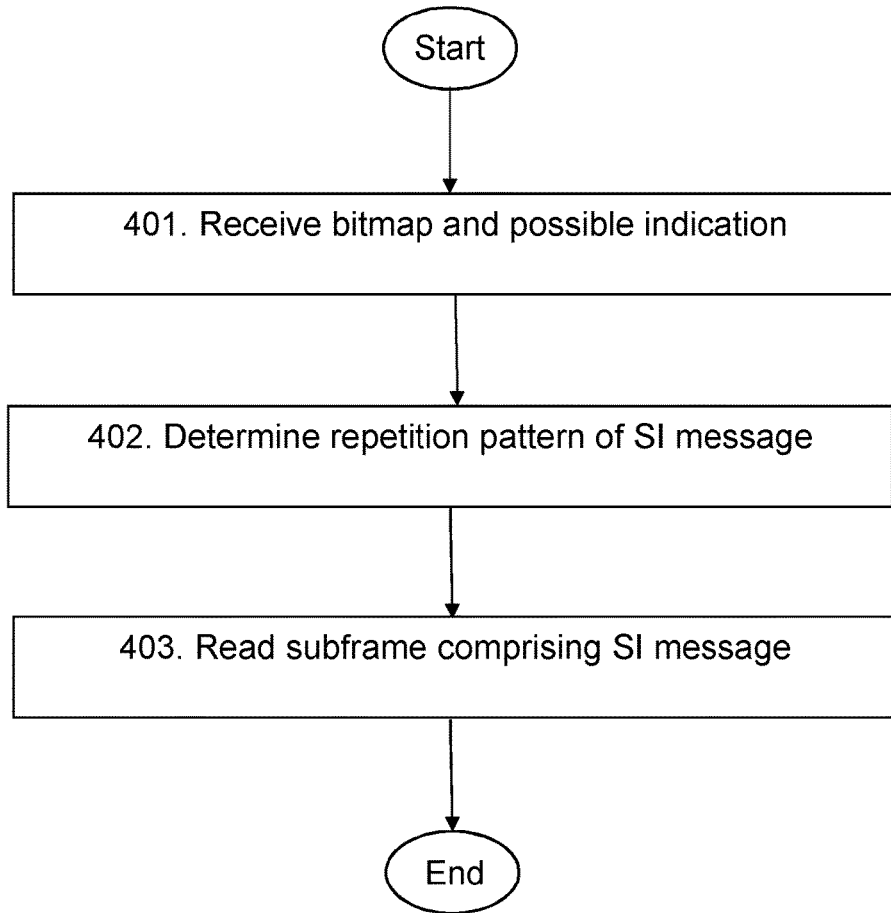 Start
401. Receive bitmap and possible indication
402. Determine repetition pattern of SI message
403. Read subframe comprising SI message
End